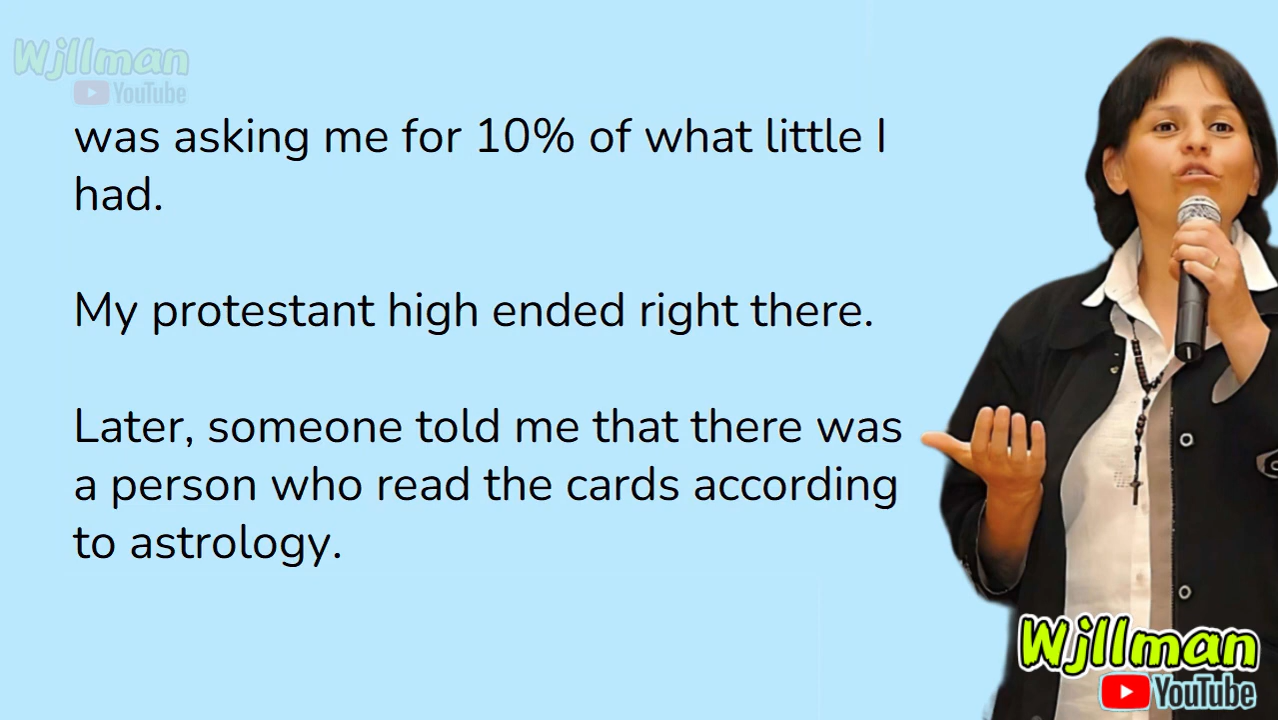 Wjllman
YouTube
was asking me for 10% of what little I
had.
My protestant high ended right there.
Later, someone told me that there was
a person who read the cards according
to astrology.
Wjllman
YouTube